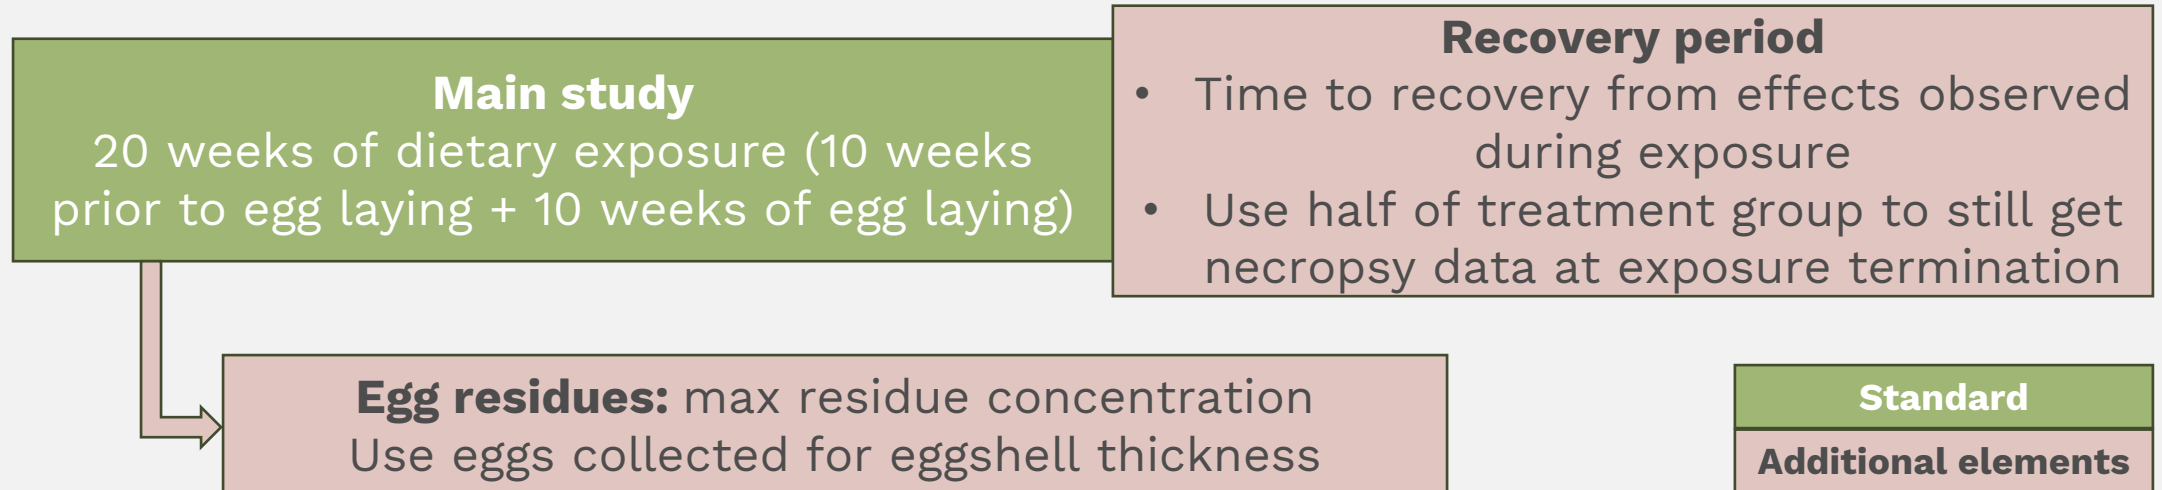 Main study
20 weeks of dietary exposure (10 weeks
prior to egg laying + 10 weeks of egg laying)
Recovery period
• Time to recovery from effects observed
during exposure
• Use half of treatment group to still get
necropsy data at exposure termination
Egg residues: max residue concentration
Use eggs collected for eggshell thickness
Standard
Additional elements